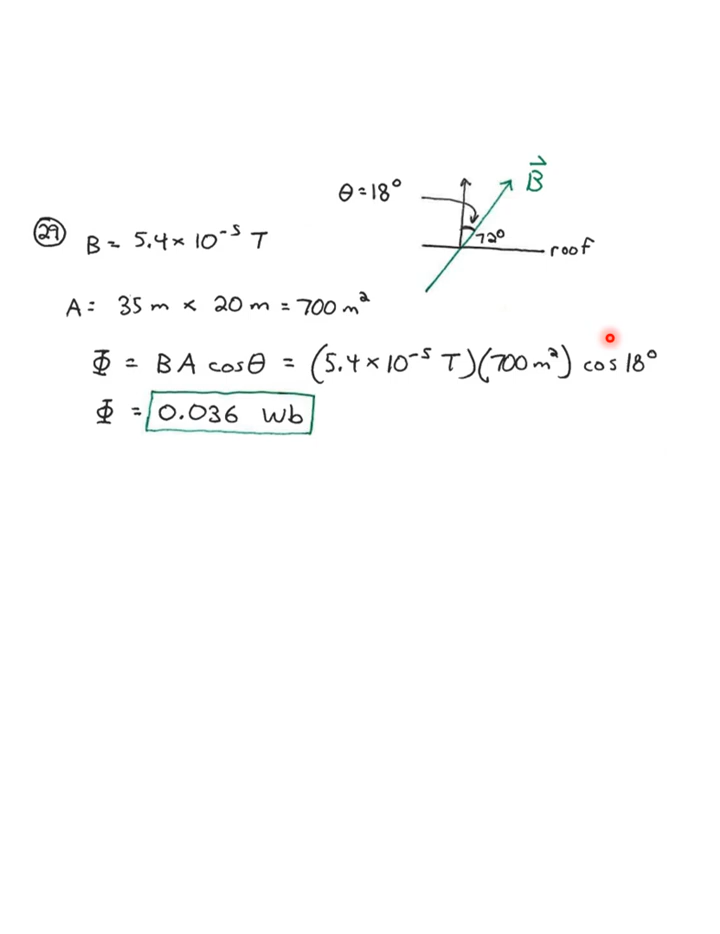 θ = 18°
B⃗
72°
roof
29 B = 5.4 × 10⁻⁵ T
A = 35 m × 20 m = 700 m²
Φ = B A cosθ = (5.4 × 10⁻⁵ T)(700 m²) cos 18°
Φ = 0.036 Wb